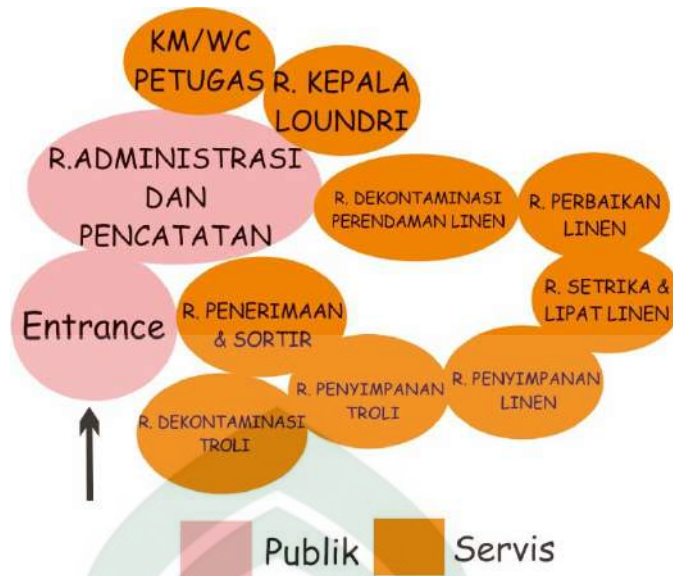 KM/WC
PETUGAS
R. KEPALA
LOUNDRI
R.ADMINISTRASI
DAN
PENCATATAN
R. DEKONTAMINASI
PERENDAMAN LINEN
R. PERBAIKAN
LINEN
R. SETRIKA &
LIPAT LINEN
Entrance
R. PENERIMAAN
& SORTIR
R. PENYIMPANAN
TROLI
R. PENYIMPANAN
LINEN
R. DEKONTAMINASI
TROLI
Publik
Servis